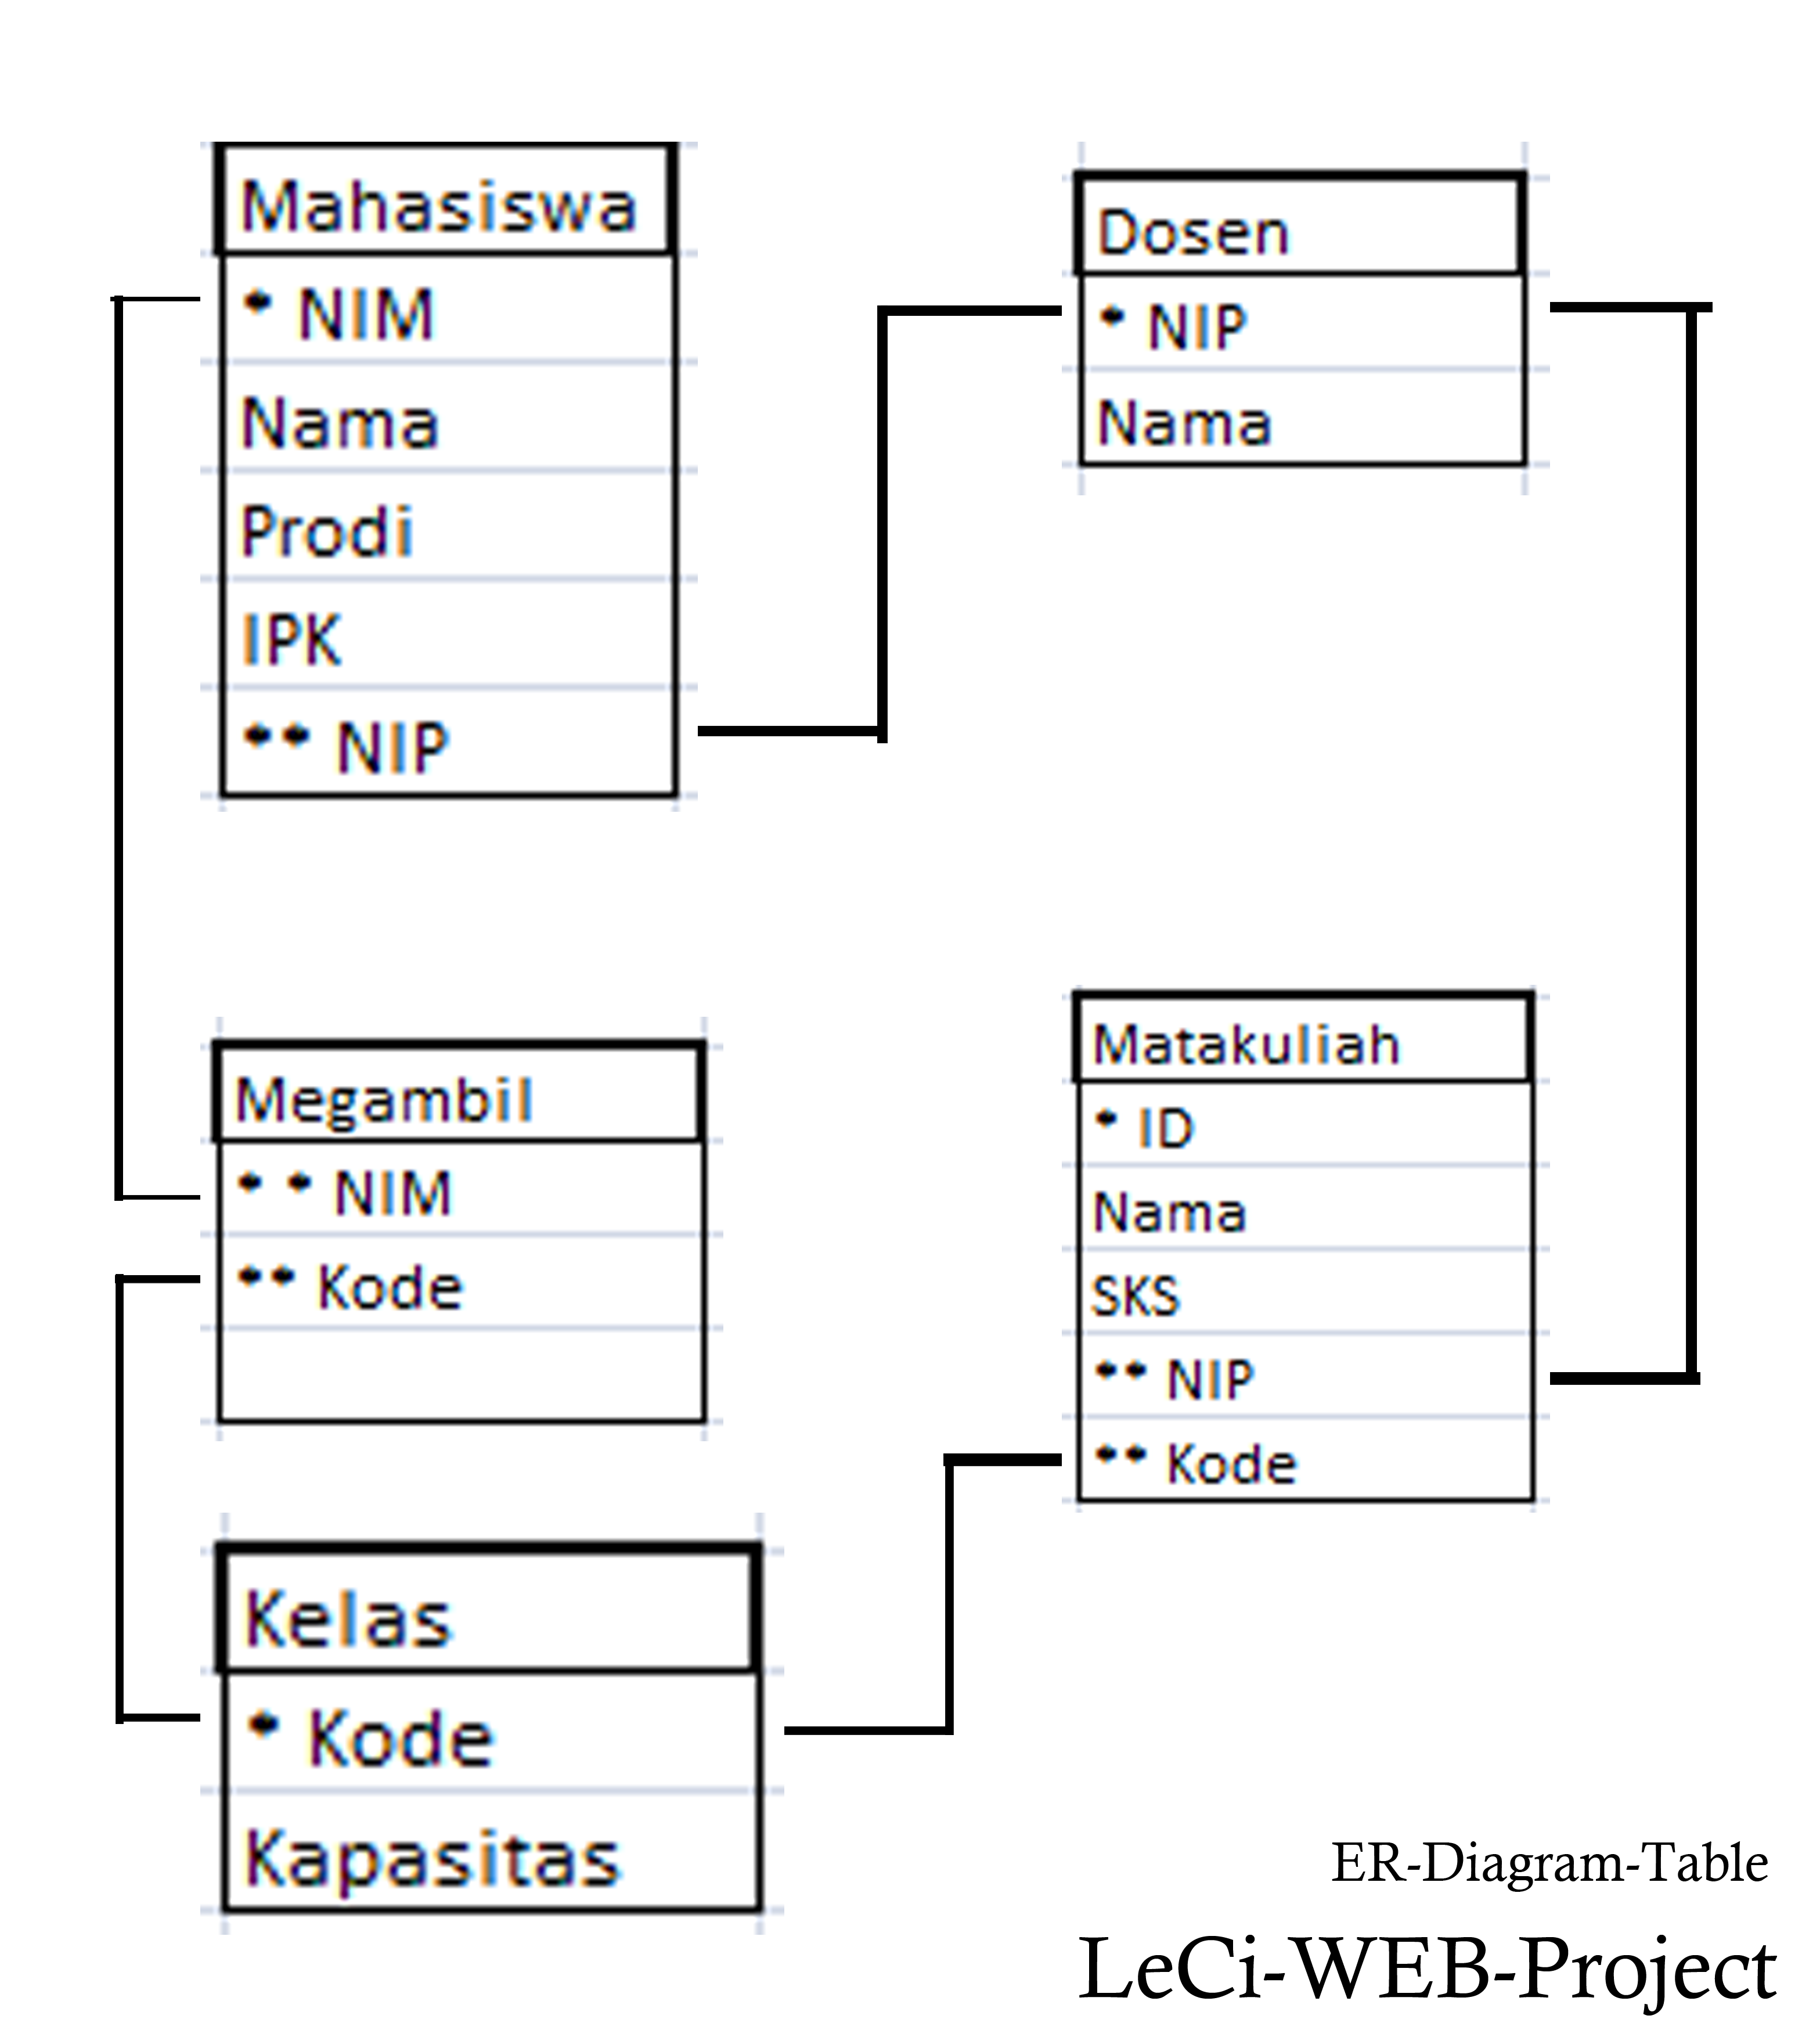 Mahasiswa
* NIM
Nama
Prodi
IPK
** NIP
Dosen
* NIP
Nama
Megambil
* * NIM
** Kode
Matakuliah
* ID
Nama
SKS
** NIP
** Kode
Kelas
* Kode
Kapasitas
ER-Diagram-Table
LeCi-WEB-Project